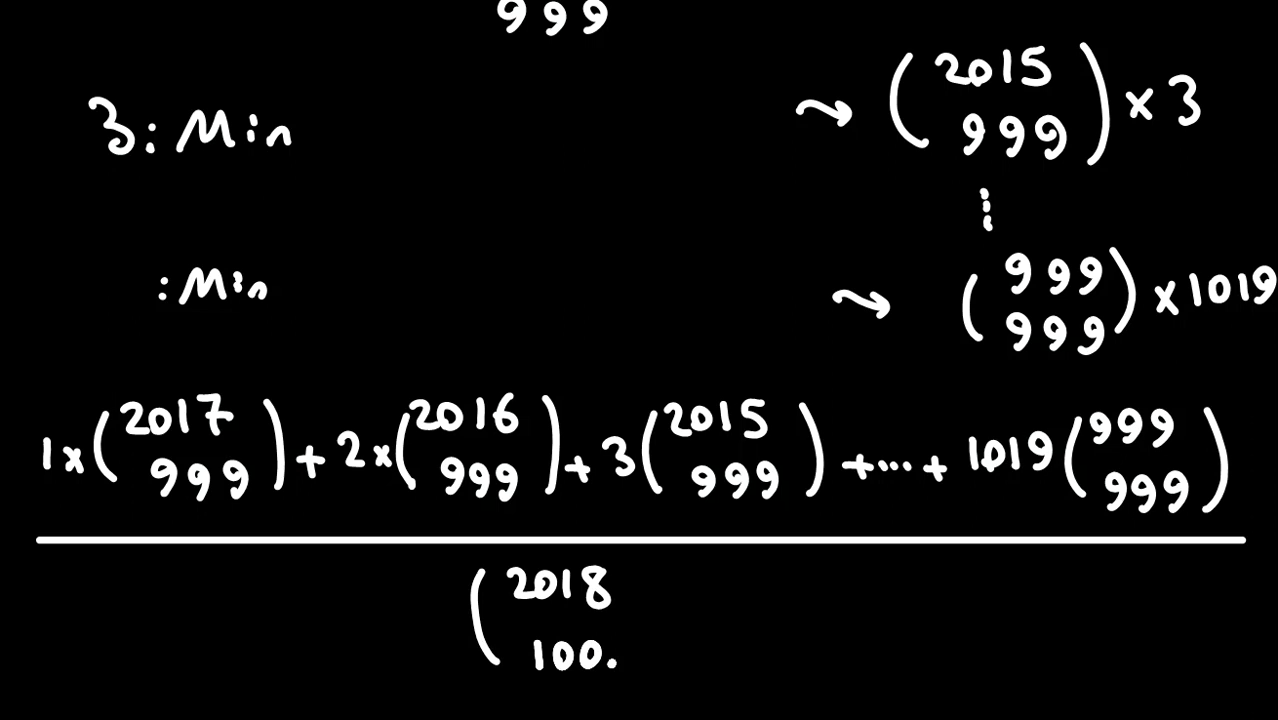 999
3: Min ⇝ (2015 999) × 3
⋮
: Min ⇝ (999 999) × 1019
1 × (2017 999) + 2 × (2016 999) + 3 (2015 999) + ... + 1019 (999 999)
(2018 100.